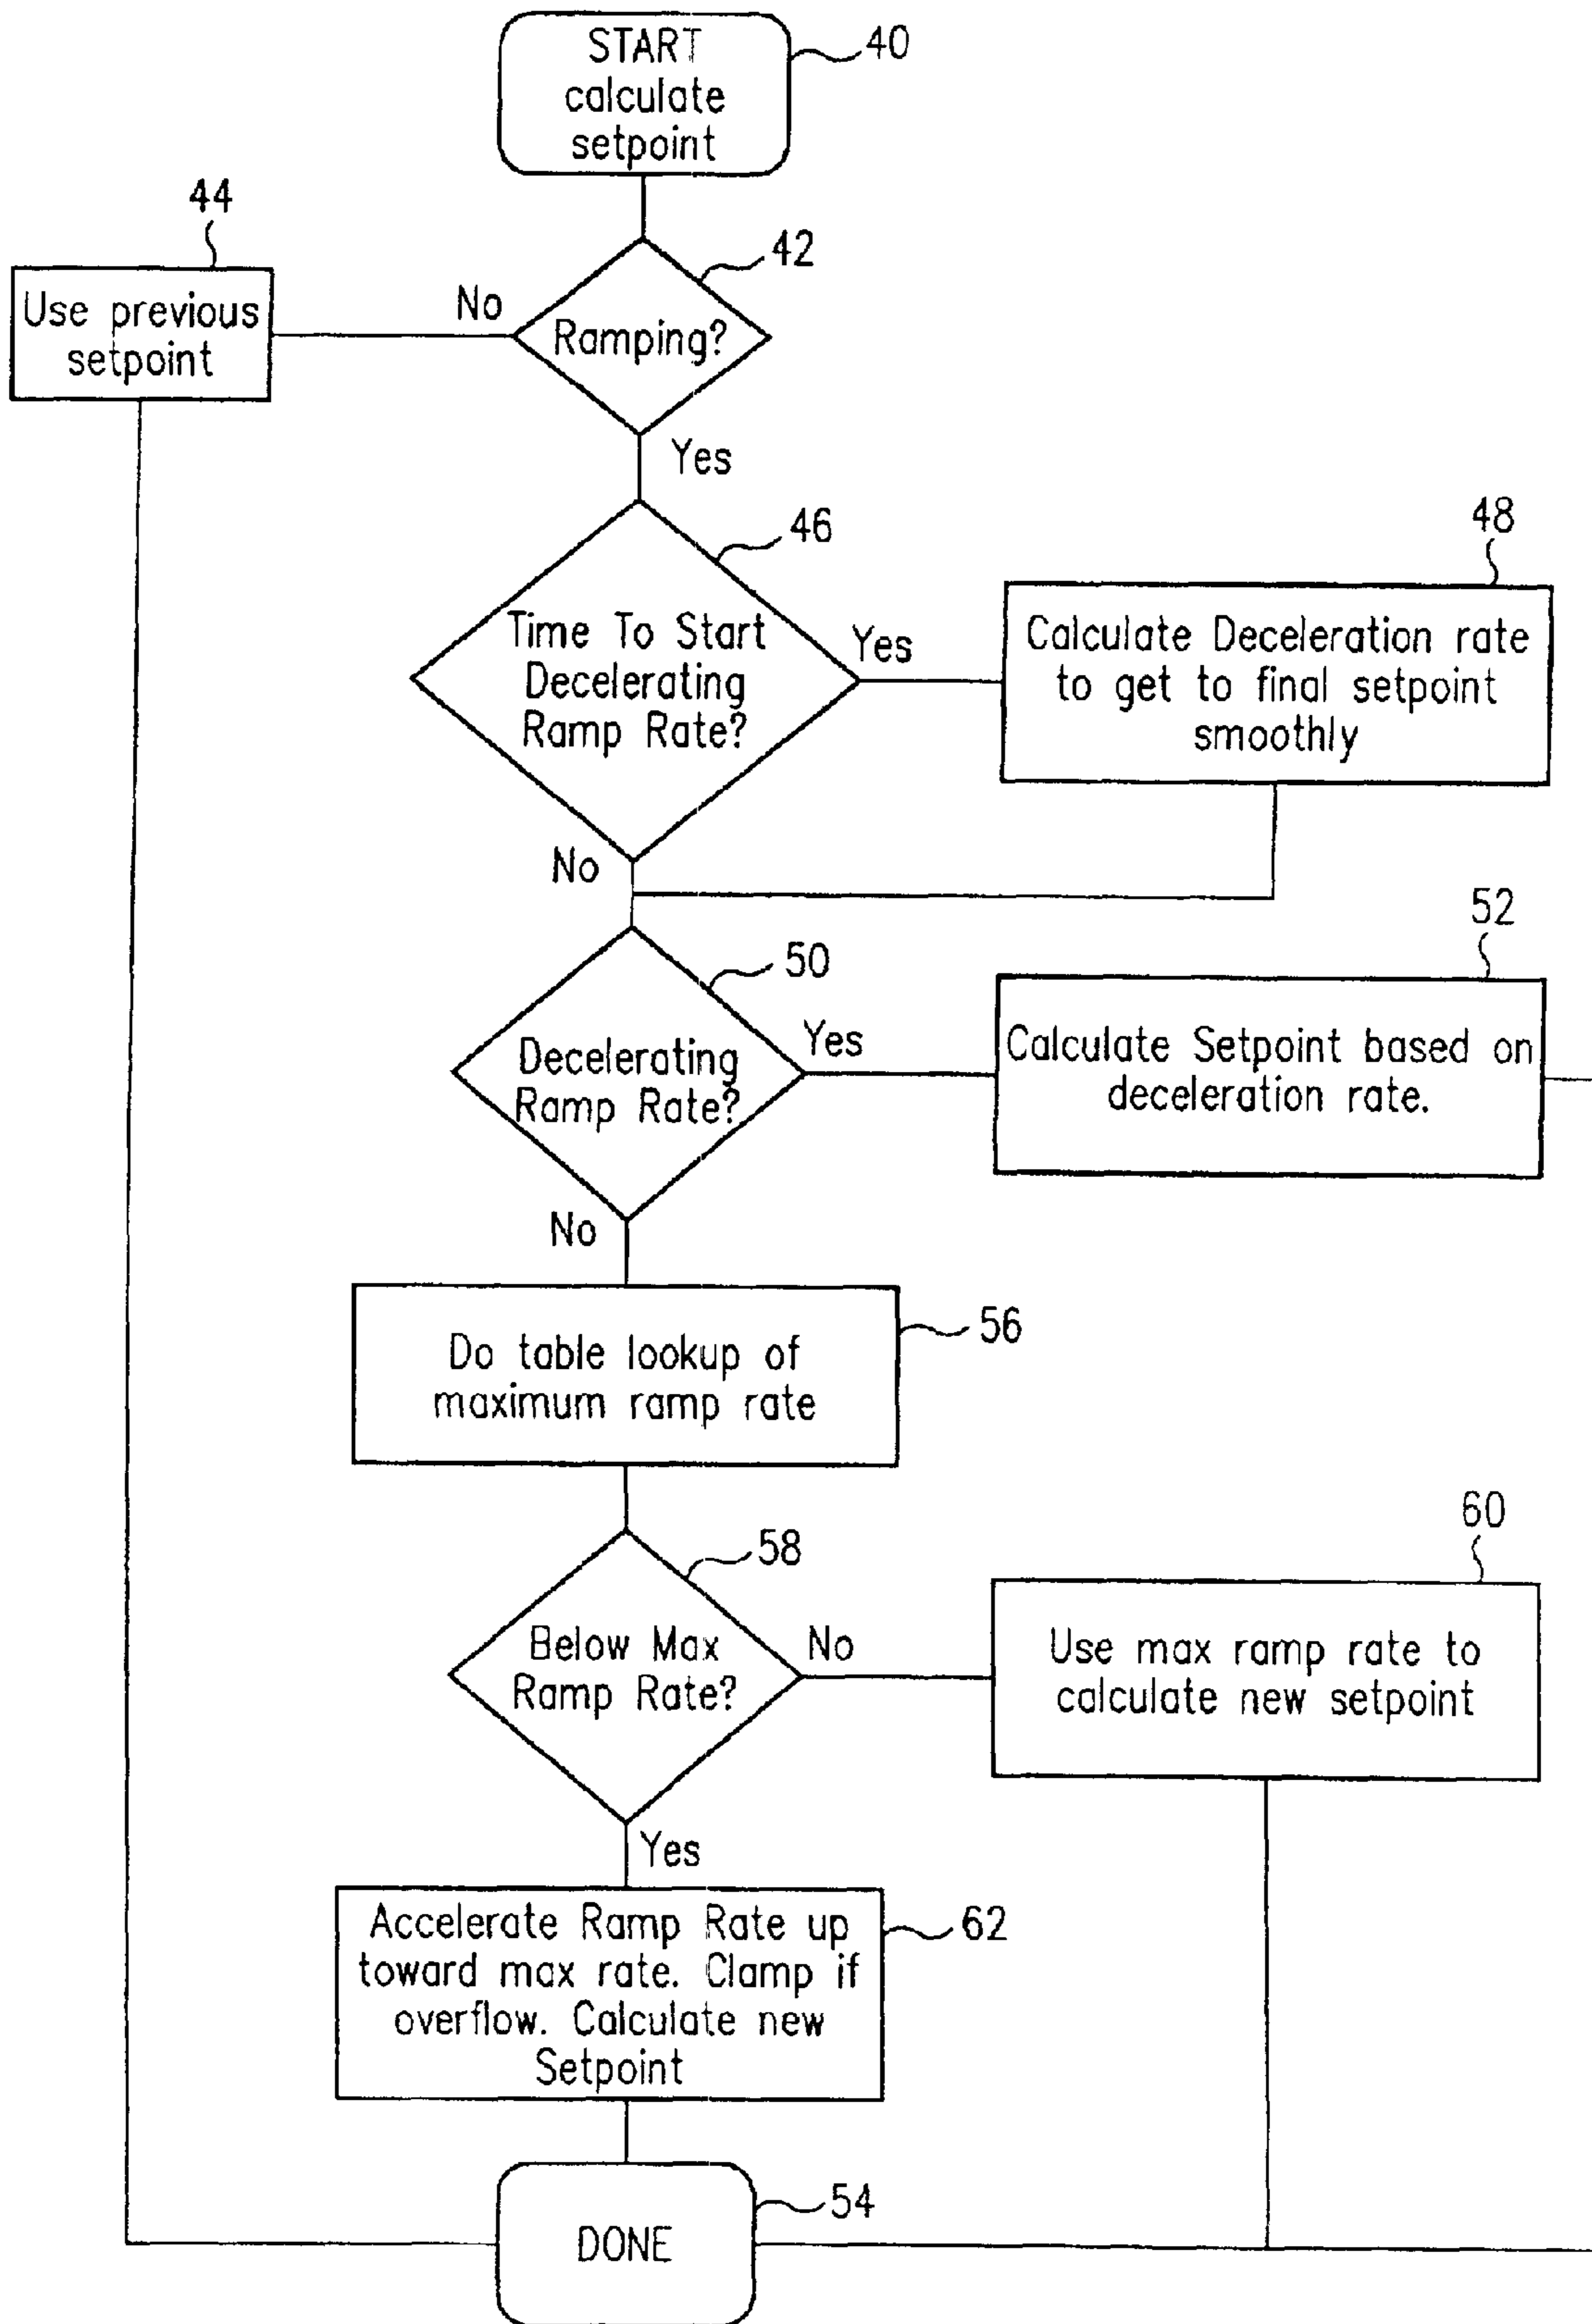 START
calculate
setpoint
40
44
42
Use previous
setpoint
No
Ramping?
Yes
46
48
Time To Start
Decelerating
Ramp Rate?
Yes
Calculate Deceleration rate
to get to final setpoint
smoothly
No
50
52
Decelerating
Ramp Rate?
Yes
Calculate Setpoint based on
deceleration rate.
No
56
Do table lookup of
maximum ramp rate
58
60
Below Max
Ramp Rate?
No
Use max ramp rate to
calculate new setpoint
Yes
62
Accelerate Ramp Rate up
toward max rate. Clamp if
overflow. Calculate new
Setpoint
54
DONE